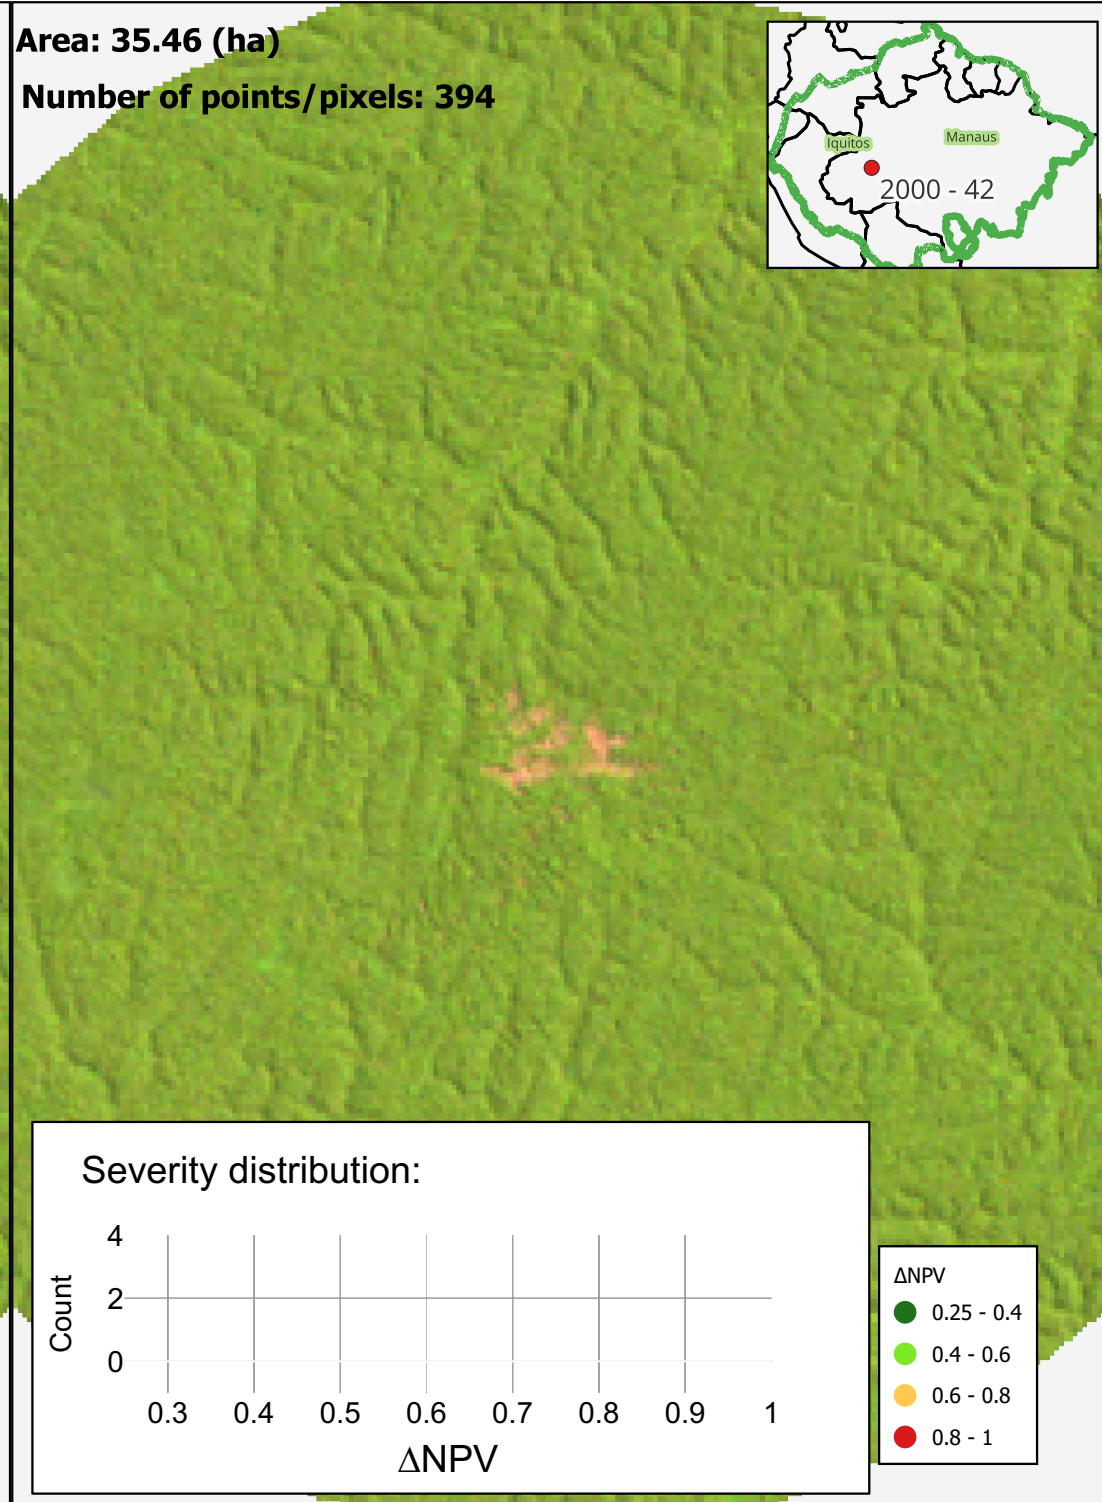 Area: 35.46 (ha)
Number of points/pixels: 394
Iquitos
Manaus
2000 - 42
Severity distribution:
4
2
0
Count
0.3 0.4 0.5 0.6 0.7 0.8 0.9 1
ΔNPV
ΔNPV
0.25 - 0.4
0.4 - 0.6
0.6 - 0.8
0.8 - 1